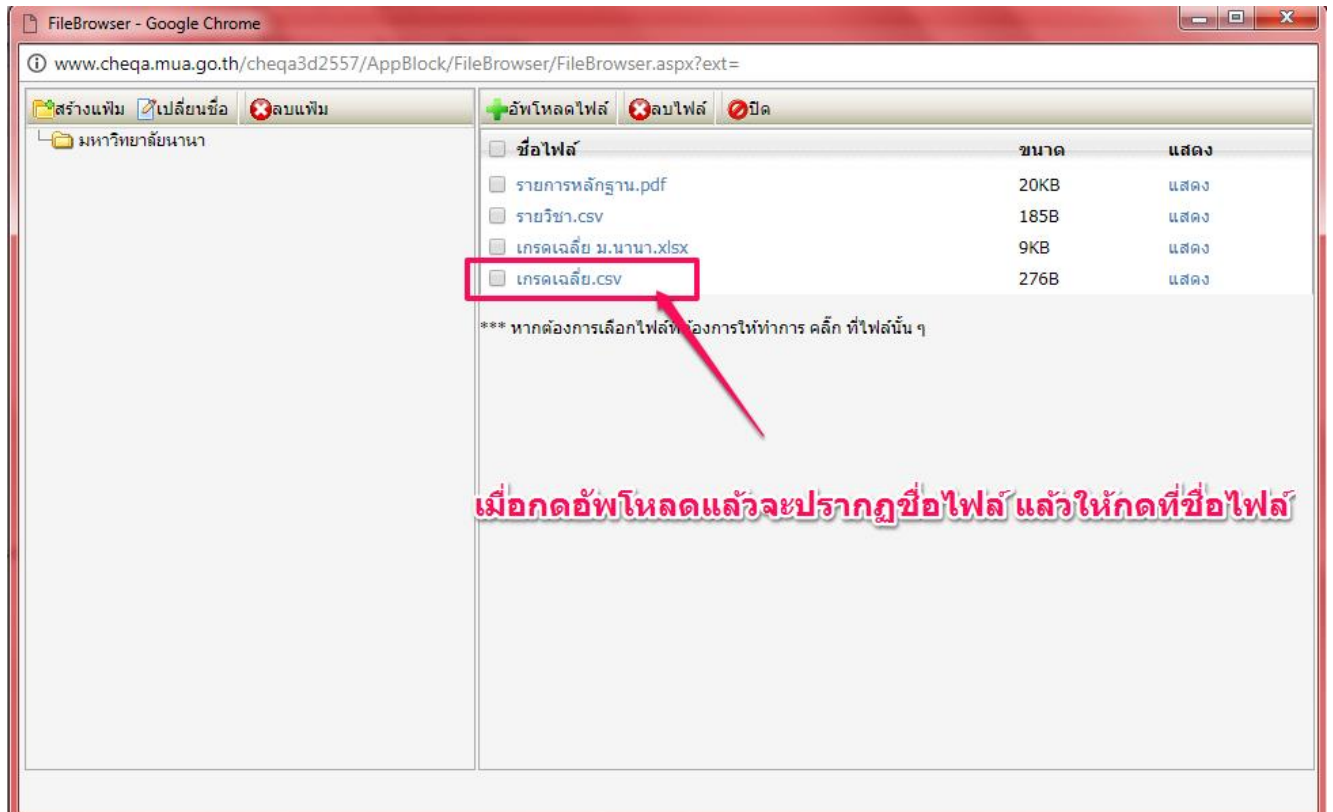 FileBrowser - Google Chrome
www.cheqa.mua.go.th/cheqa3d2557/AppBlock/FileBrowser/FileBrowser.aspx?ext=
สร้างแฟ้ม เปลี่ยนชื่อ ลบแฟ้ม
มหาวิทยาลัยนานา
อัพโหลดไฟล์ ลบไฟล์ ปิด
ชื่อไฟล์ ขนาด แสดง
รายการหลักฐาน.pdf 20KB แสดง
รายวิชา.csv 185B แสดง
เกรดเฉลี่ย ม.นานา.xlsx 9KB แสดง
เกรดเฉลี่ย.csv 276B แสดง
*** หากต้องการเลือกไฟล์ที่ต้องการให้ทำการ คลิ๊ก ที่ไฟล์นั้น ๆ
เมื่อกดอัพโหลดแล้วจะปรากฏชื่อไฟล์ แล้วให้กดที่ชื่อไฟล์